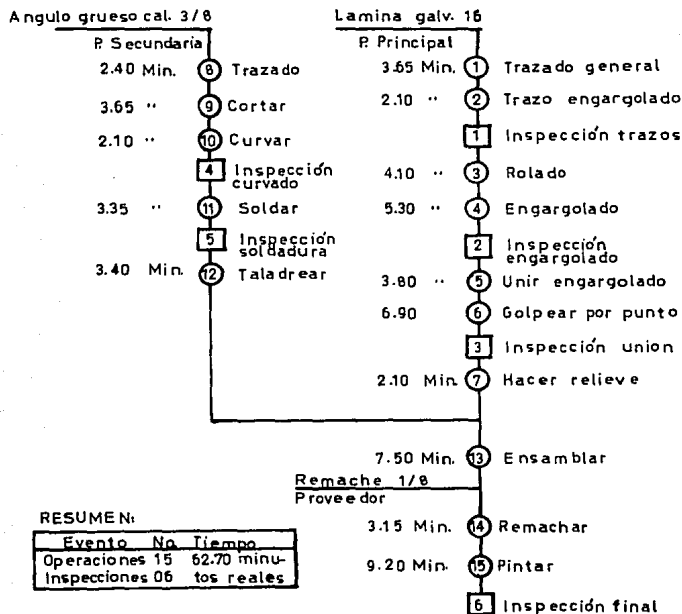 Angulo grueso cal. 3/8
P. Secundaria
2.40 Min. 8 Trazado
3.65 " 9 Cortar
2.10 " 10 Curvar
4 Inspección
curvado
3.35 " 11 Soldar
5 Inspección
soldadura
3.40 Min. 12 Taladrear
Lamina galv. 16
P. Principal
3.65 Min. 1 Trazado general
2.10 " 2 Trazo engargolado
1 Inspección trazos
4.10 " 3 Rolado
5.30 " 4 Engargolado
2 Inspección
engargolado
3.80 " 5 Unir engargolado
6.90 6 Golpear por punto
3 Inspección union
2.10 Min. 7 Hacer relieve
7.50 Min. 13 Ensamblar
Remache 1/8
Proveedor
3.15 Min. 14 Remachar
9.20 Min. 15 Pintar
6 Inspección final
RESUMEN:
Evento No. Tiempo
Operaciones 15 62.70 minu-
Inspecciones 06 tos reales